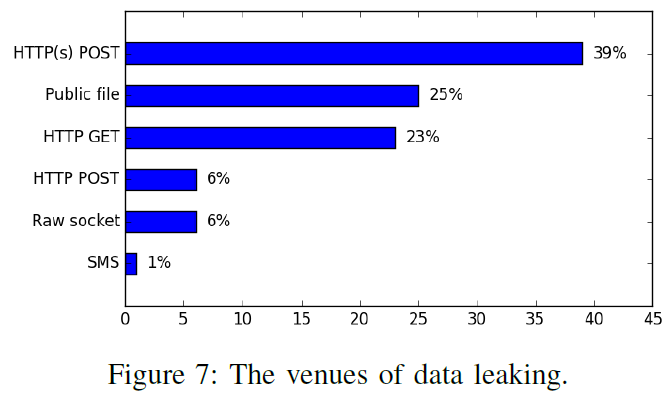 HTTP(s) POST 39%
Public file 25%
HTTP GET 23%
HTTP POST 6%
Raw socket 6%
SMS 1%
0 5 10 15 20 25 30 35 40 45
Figure 7: The venues of data leaking.